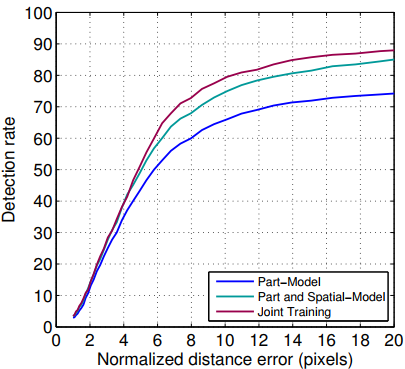 100
90
80
70
60
50
40
30
20
10
0
Detection rate
0 2 4 6 8 10 12 14 16 18 20
Normalized distance error (pixels)
Part−Model
Part and Spatial−Model
Joint Training